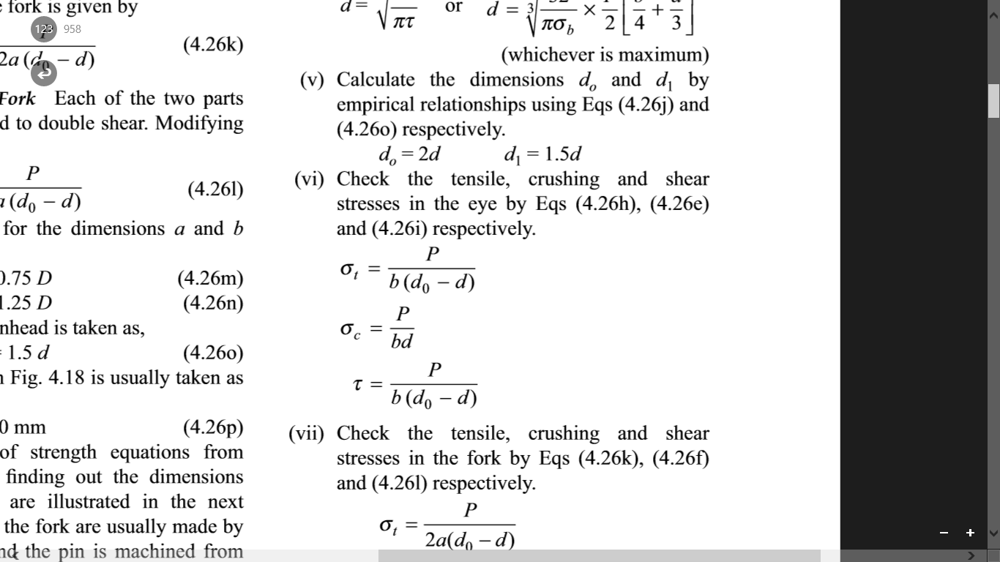 fork is given by
123 958
2a (d₀ − d) (4.26k)
Fork Each of the two parts
d to double shear. Modifying
P
(d₀ − d) (4.26l)
for the dimensions a and b
0.75 D (4.26m)
1.25 D (4.26n)
nhead is taken as,
1.5 d (4.26o)
Fig. 4.18 is usually taken as
0 mm (4.26p)
of strength equations from
finding out the dimensions
are illustrated in the next
the fork are usually made by
the pin is machined from
d = √ πτ or d = ∛ πσb × 2 [ 4 + 3 ]
(whichever is maximum)
(v) Calculate the dimensions dₒ and d₁ by
empirical relationships using Eqs (4.26j) and
(4.26o) respectively.
dₒ = 2d d₁ = 1.5d
(vi) Check the tensile, crushing and shear
stresses in the eye by Eqs (4.26h), (4.26e)
and (4.26i) respectively.
σₜ = P / b (d₀ − d)
σc = P / bd
τ = P / b (d₀ − d)
(vii) Check the tensile, crushing and shear
stresses in the fork by Eqs (4.26k), (4.26f)
and (4.26l) respectively.
σₜ = P / 2a(d₀ − d)